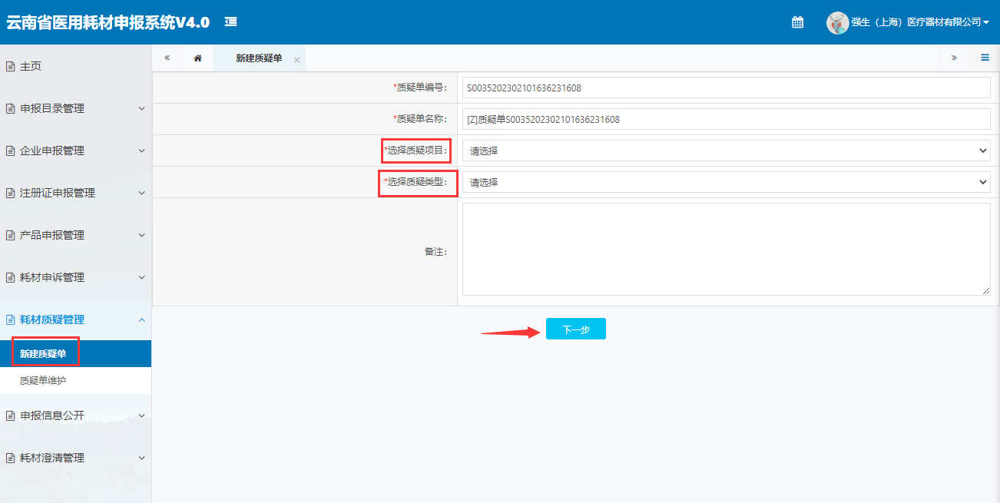 云南省医用耗材申报系统V4.0
强生（上海）医疗器材有限公司
主页
申报目录管理
企业申报管理
注册证申报管理
产品申报管理
耗材申诉管理
耗材质疑管理
新建质疑单
质疑单维护
申报信息公开
耗材澄清管理
新建质疑单
*质疑单编号：
S0035202302101636231608
*质疑单名称：
[Z]质疑单S0035202302101636231608
*选择质疑项目：
请选择
*选择质疑类型：
请选择
备注：
下一步